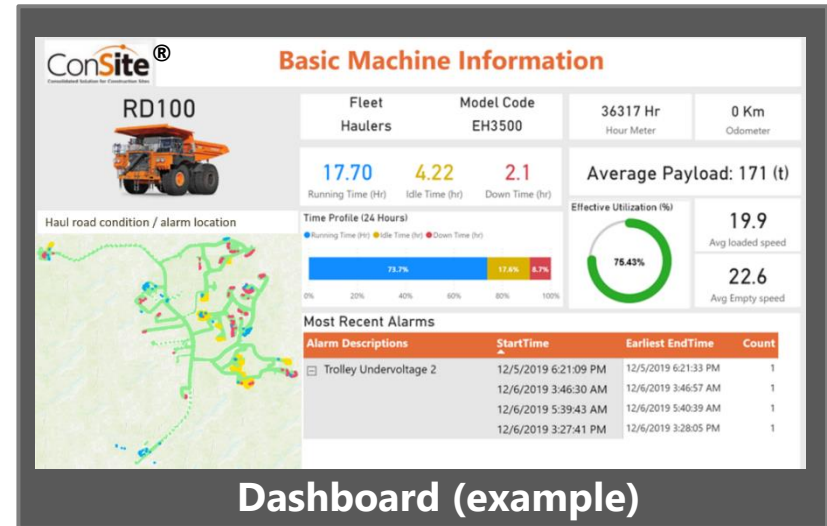 ConSite®
Consolidated Solution for Construction Sites
Basic Machine Information
RD100
Fleet
Haulers
Model Code
EH3500
36317 Hr
Hour Meter
0 Km
Odometer
17.70
Running Time (Hr)
4.22
Idle Time (hr)
2.1
Down Time (hr)
Average Payload: 171 (t)
Haul road condition / alarm location
Time Profile (24 Hours)
Running Time (Hr) Idle Time (hr) Down Time (hr)
73.7% 17.6% 8.7%
0% 20% 40% 60% 80% 100%
Effective Utilization (%)
75.43%
19.9
Avg loaded speed
22.6
Avg Empty speed
Most Recent Alarms
Alarm Descriptions StartTime Earliest EndTime Count
Trolley Undervoltage 2 12/5/2019 6:21:09 PM 12/5/2019 6:21:33 PM 1
12/6/2019 3:46:30 AM 12/6/2019 3:46:57 AM 1
12/6/2019 5:39:43 AM 12/6/2019 5:40:39 AM 1
12/6/2019 3:27:41 PM 12/6/2019 3:28:05 PM 1
Dashboard (example)